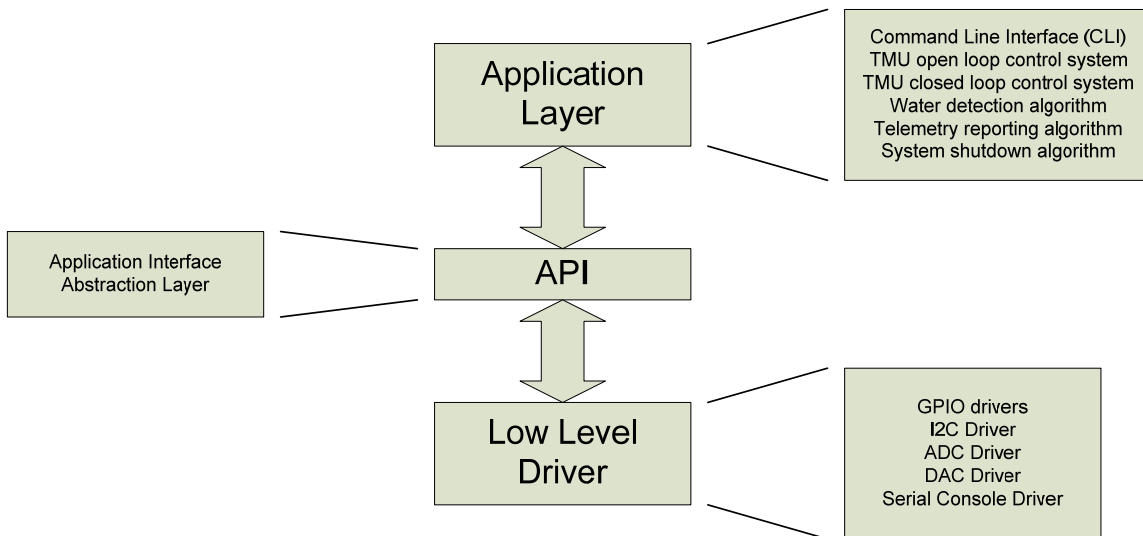 Application
Layer
Command Line Interface (CLI)
TMU open loop control system
TMU closed loop control system
Water detection algorithm
Telemetry reporting algorithm
System shutdown algorithm
Application Interface
Abstraction Layer
API
Low Level
Driver
GPIO drivers
I2C Driver
ADC Driver
DAC Driver
Serial Console Driver